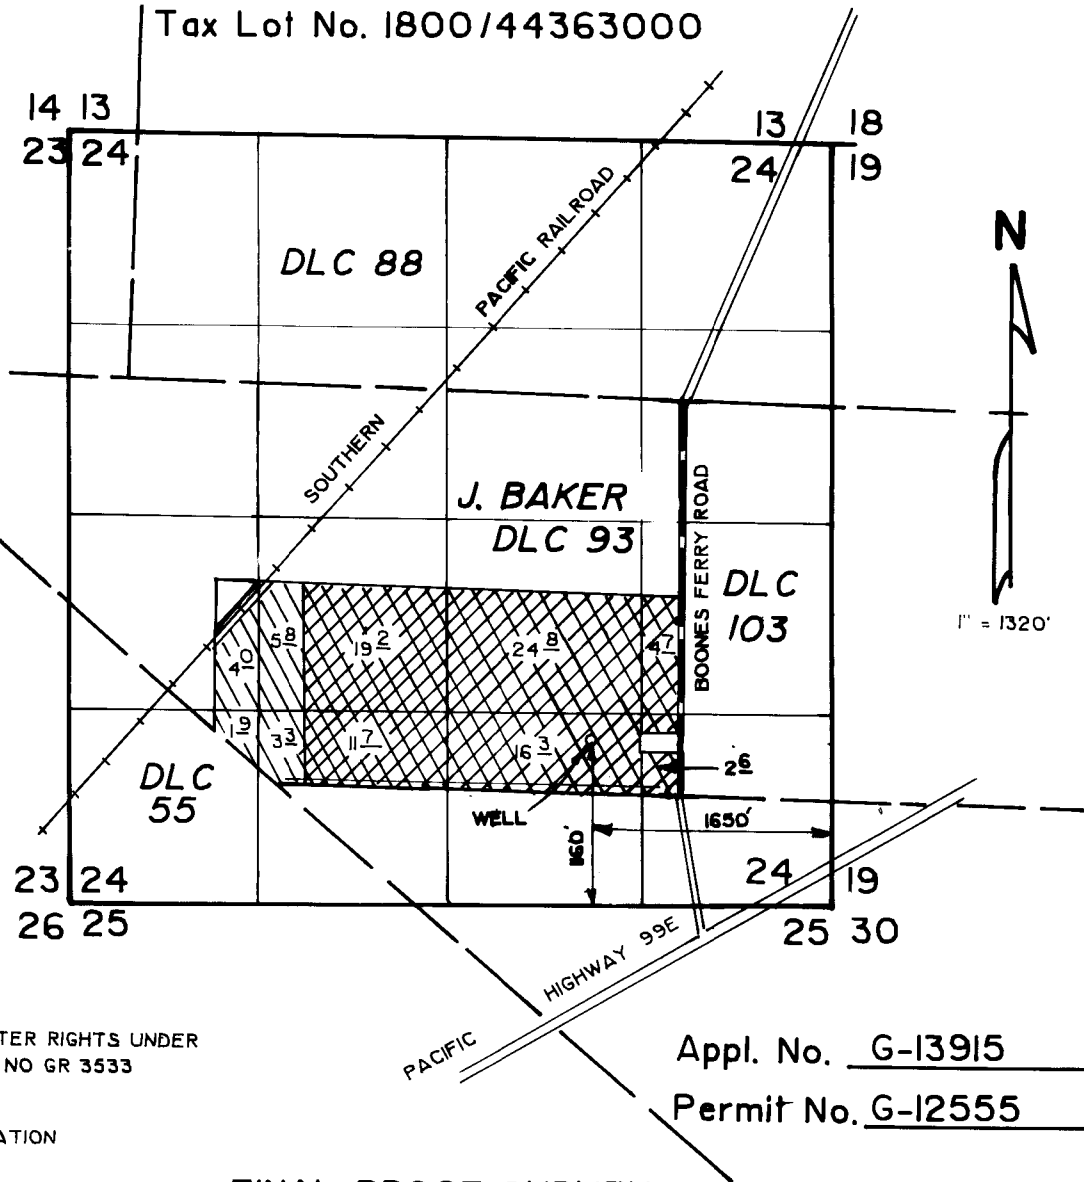 Tax Lot No. 1800/44363000
14 13
13 18
23 24
24 19
N
DLC 88
SOUTHERN PACIFIC RAILROAD
J. BAKER
DLC 93
BOONES FERRY ROAD
DLC
103
1" = 1320'
5 8
19 2
24 8
4 7
4 0
1 9
3 3
11 7
16 3
2 6
DLC
55
WELL
1160'
1650'
23 24
24 19
26 25
25 30
PACIFIC HIGHWAY 99E
TER RIGHTS UNDER
NO GR 3533
ATION
Appl. No. G-13915
Permit No. G-12555